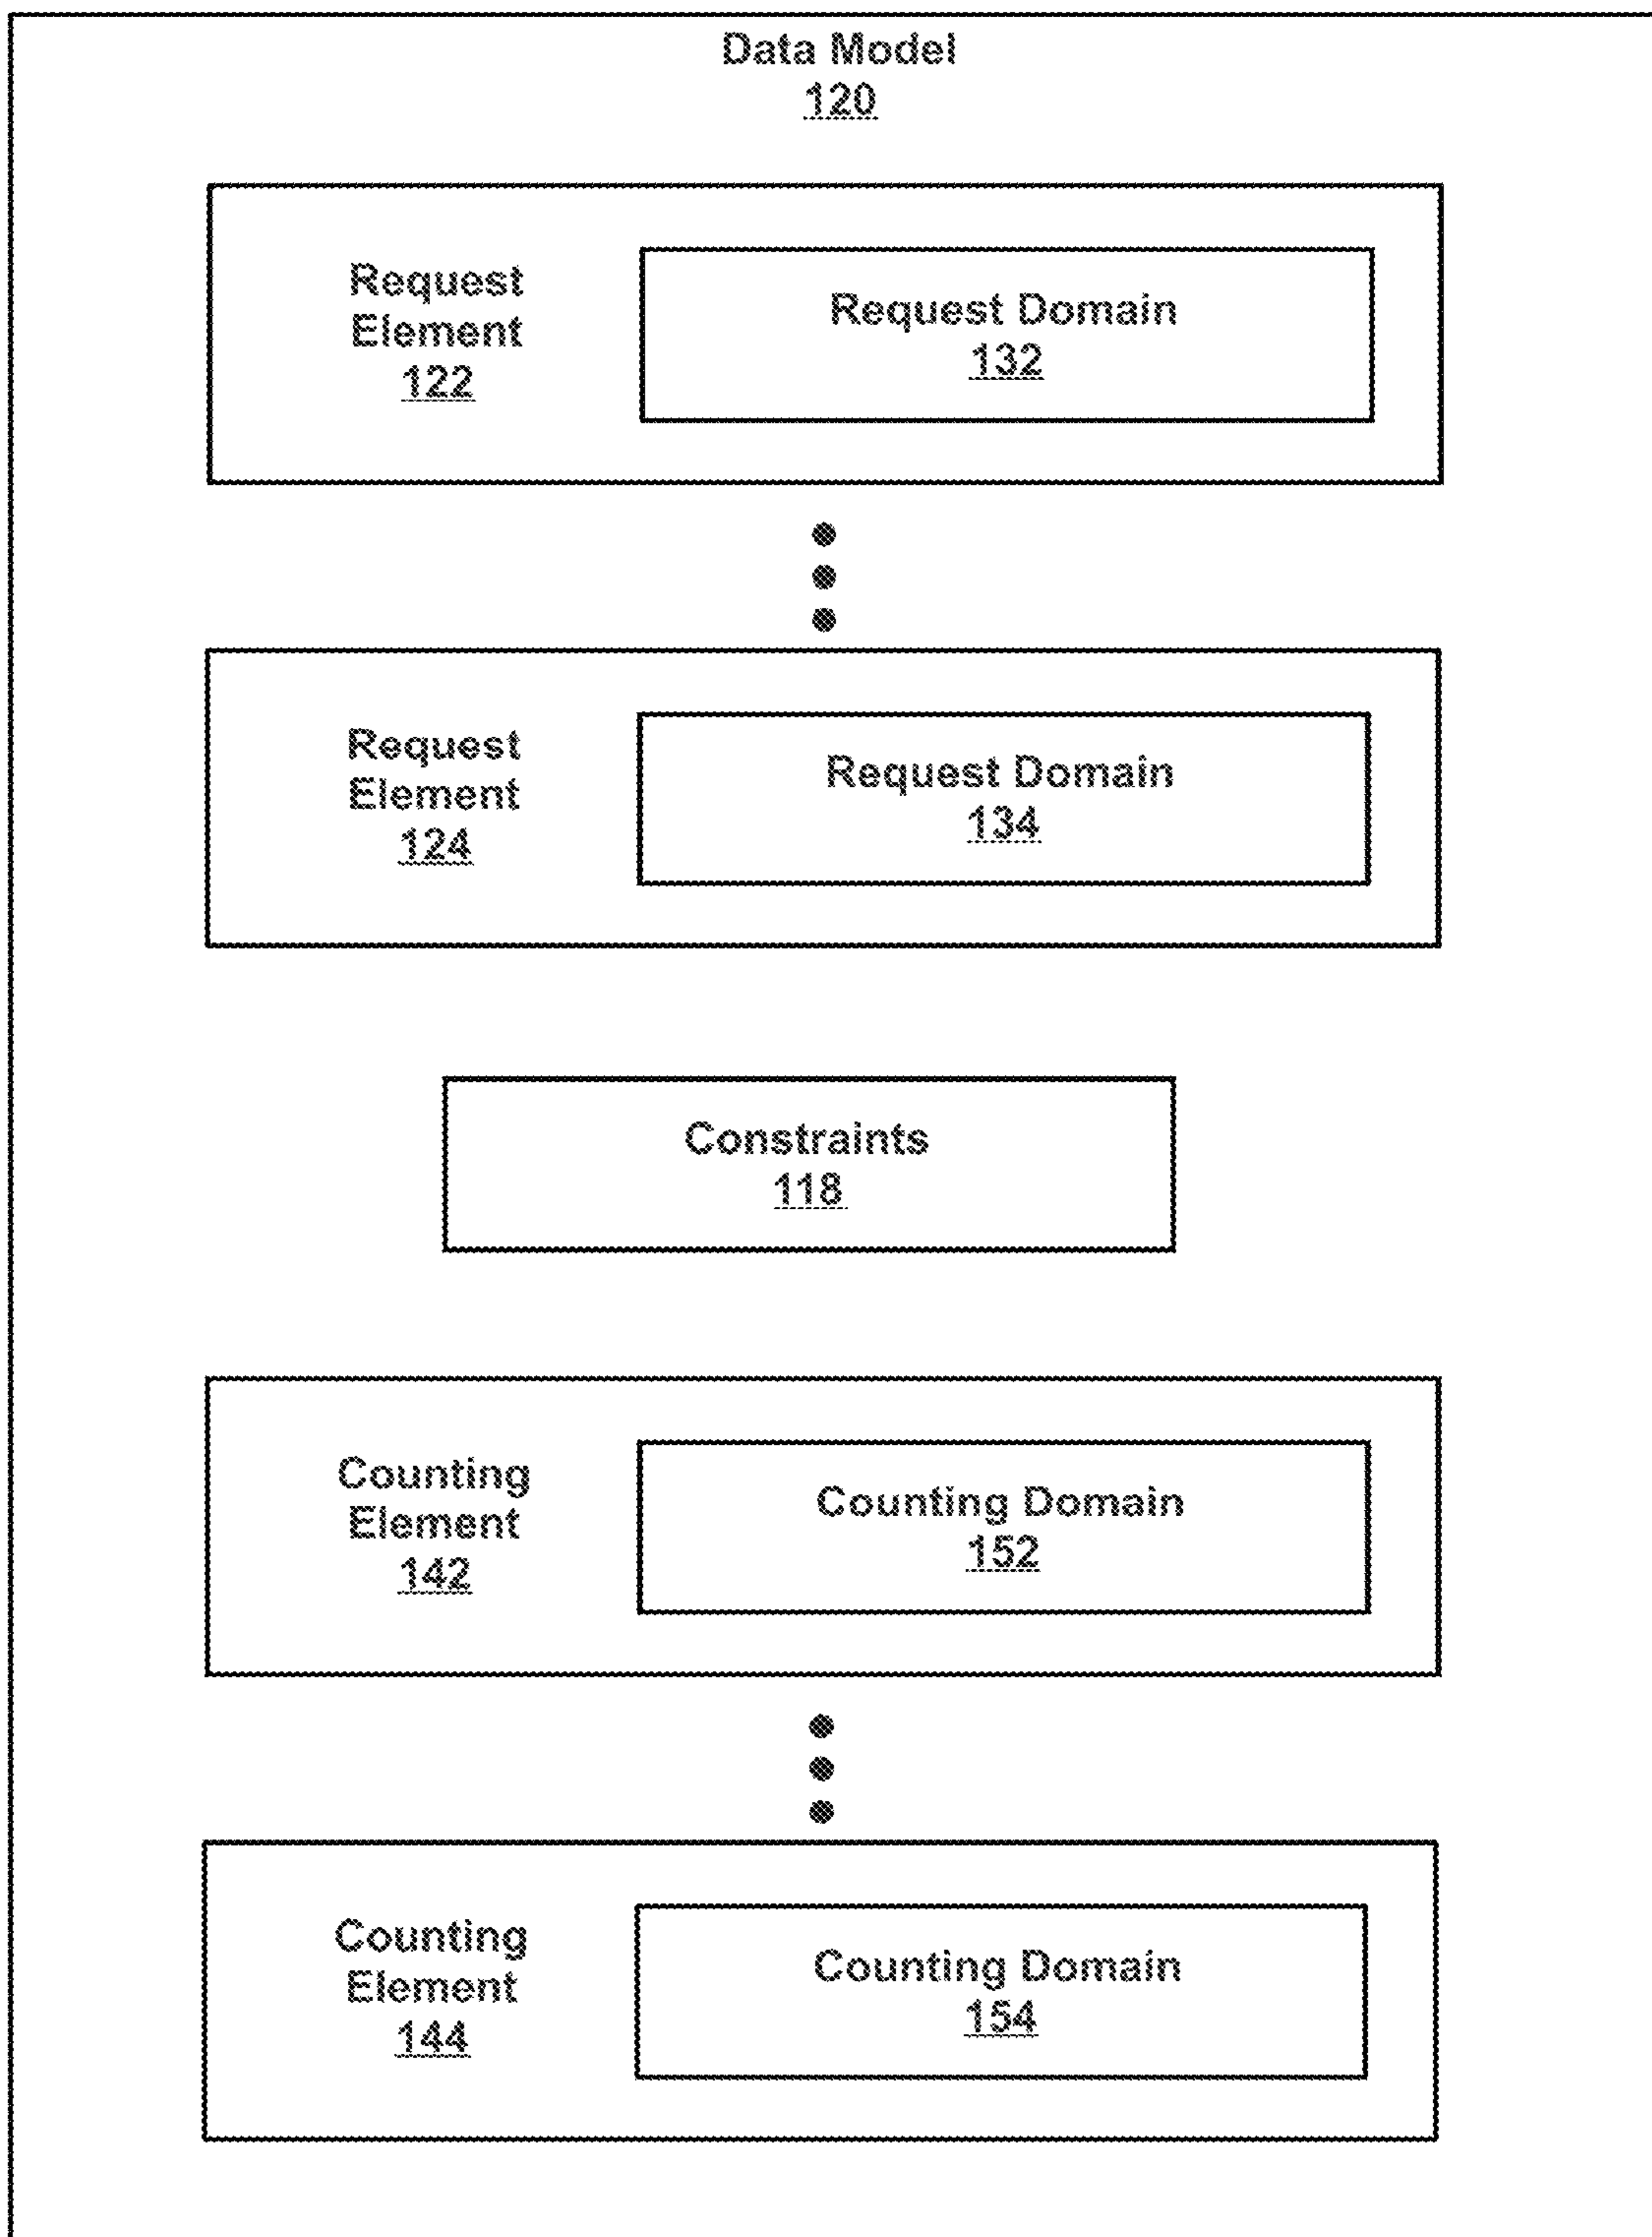 Data Model
120
Request
Element
122
Request Domain
132
Request
Element
124
Request Domain
134
Constraints
118
Counting
Element
142
Counting Domain
152
Counting
Element
144
Counting Domain
154